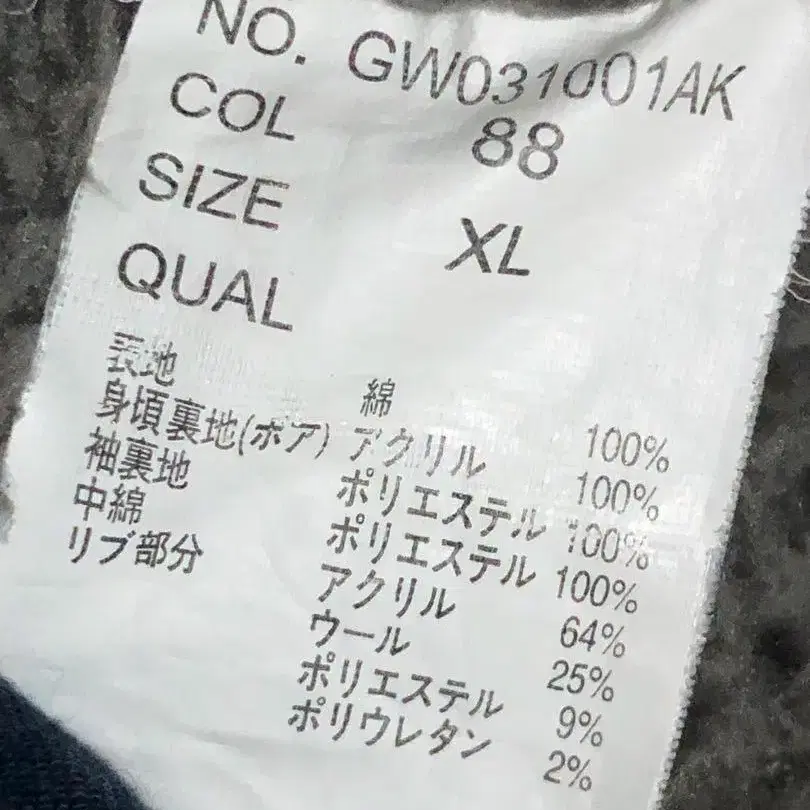 NO. GW031001AK
COL 88
SIZE XL
QUAL
表地 綿 100%
身頃裏地(ボア) アクリル 100%
袖裏地 ポリエステル 100%
中綿 ポリエステル 100%
リブ部分 アクリル 64%
ウール 25%
ポリエステル 9%
ポリウレタン 2%